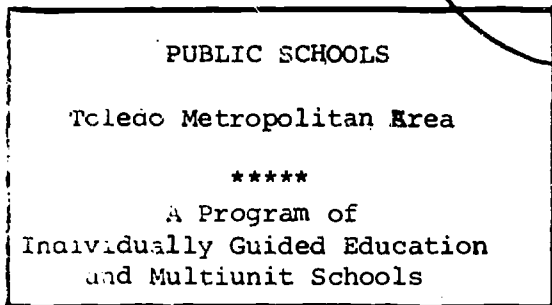 PUBLIC SCHOOLS
Toledo Metropolitan Area
*****
A Program of
Individually Guided Education
and Multiunit Schools